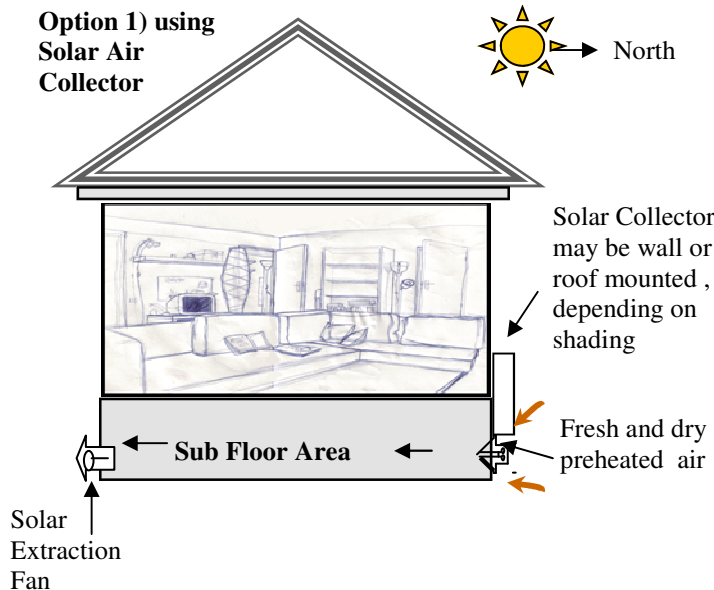 Option 1) using
Solar Air
Collector
North
Solar Collector
may be wall or
roof mounted ,
depending on
shading
Fresh and dry
preheated air
Sub Floor Area
Solar
Extraction
Fan